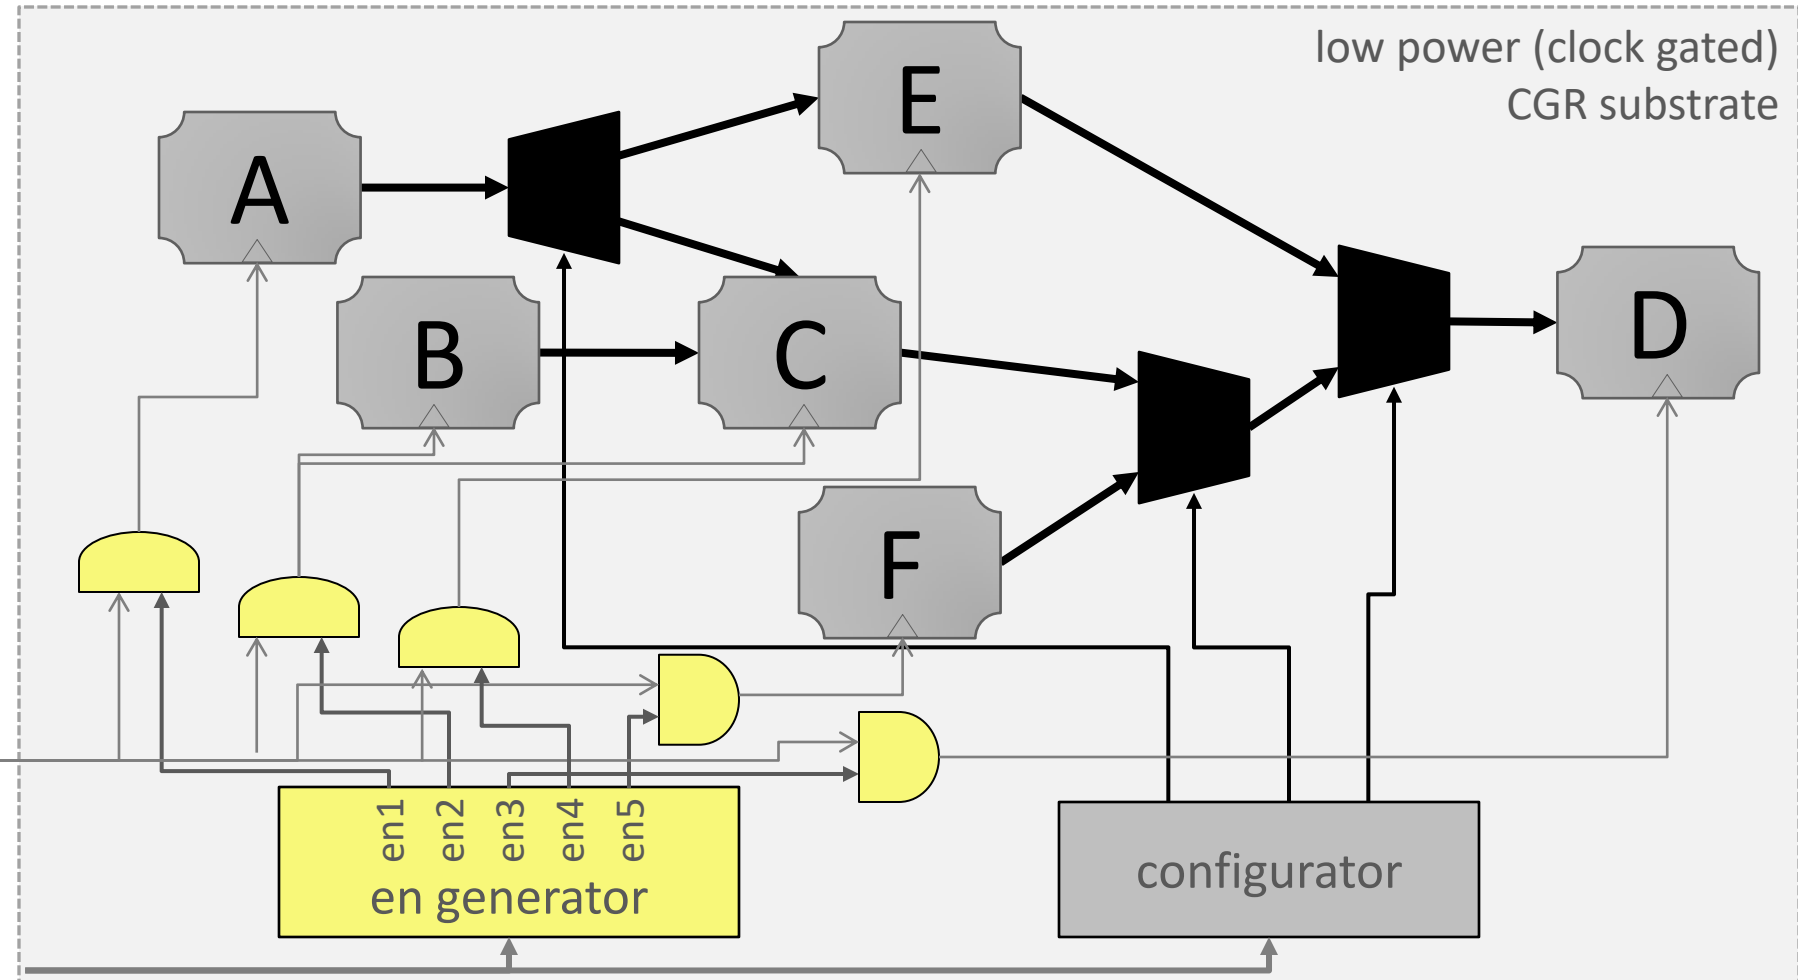 low power (clock gated)
CGR substrate
E
A
D
B
C
F
en1
en2
en3
en4
en5
en generator
configurator